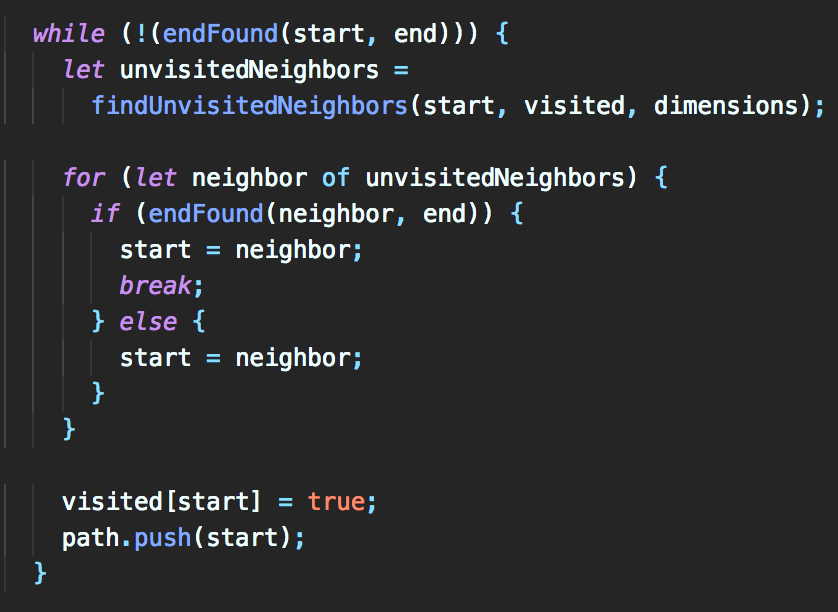 while (!(endFound(start, end))) {
  let unvisitedNeighbors =
    findUnvisitedNeighbors(start, visited, dimensions);

  for (let neighbor of unvisitedNeighbors) {
    if (endFound(neighbor, end)) {
      start = neighbor;
      break;
    } else {
      start = neighbor;
    }
  }

  visited[start] = true;
  path.push(start);
}